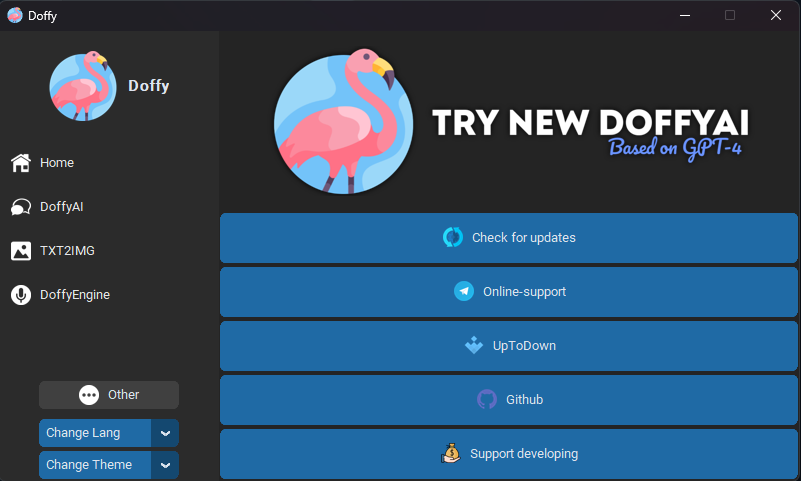 Doffy
Doffy
Home
DoffyAI
TXT2IMG
DoffyEngine
Other
Change Lang
Change Theme
TRY NEW DOFFYAI
Based on GPT-4
Check for updates
Online-support
UpToDown
Github
Support developing